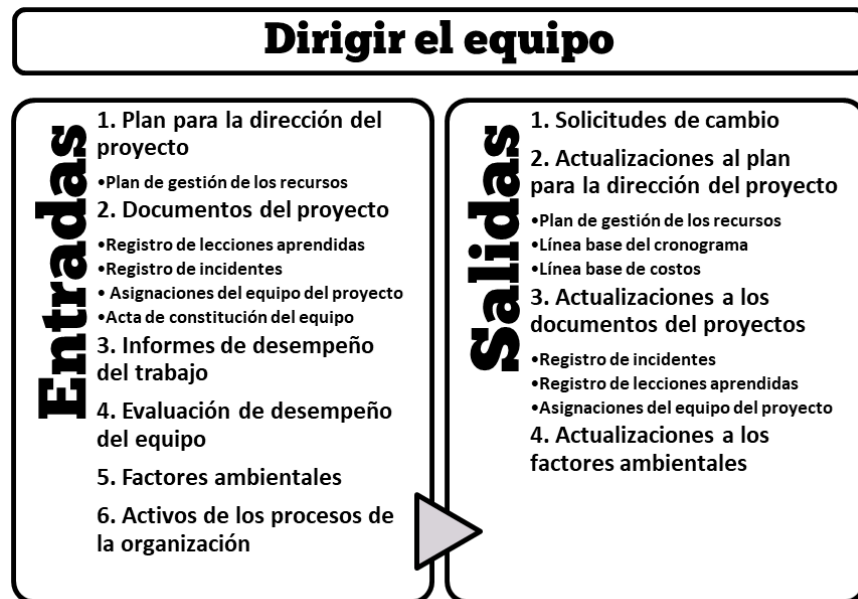 Dirigir el equipo
Entradas
1. Plan para la dirección del
proyecto
•Plan de gestión de los recursos
2. Documentos del proyecto
•Registro de lecciones aprendidas
•Registro de incidentes
• Asignaciones del equipo del proyecto
•Acta de constitución del equipo
3. Informes de desempeño
del trabajo
4. Evaluación de desempeño
del equipo
5. Factores ambientales
6. Activos de los procesos de
la organización
Salidas
1. Solicitudes de cambio
2. Actualizaciones al plan
para la dirección del proyecto
•Plan de gestión de los recursos
•Línea base del cronograma
•Línea base de costos
3. Actualizaciones a los
documentos del proyectos
•Registro de incidentes
•Registro de lecciones aprendidas
•Asignaciones del equipo del proyecto
4. Actualizaciones a los
factores ambientales